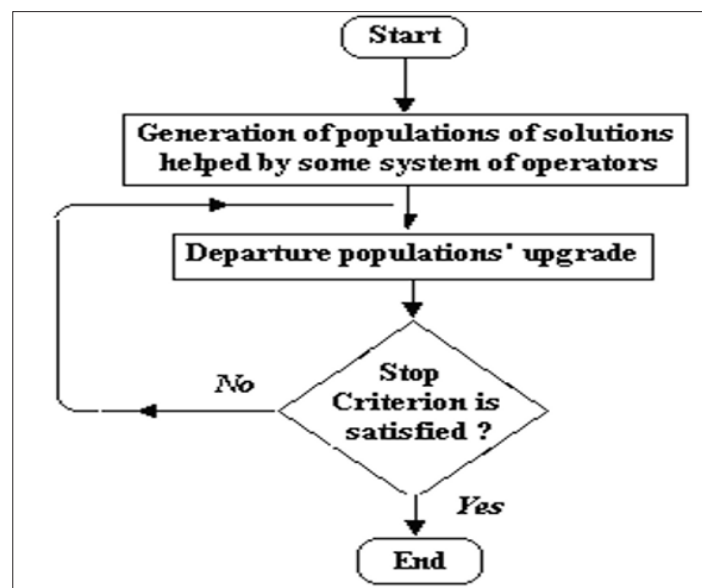 Start
Generation of populations of solutions
helped by some system of operators
Departure populations' upgrade
Stop
Criterion is
satisfied ?
No
Yes
End